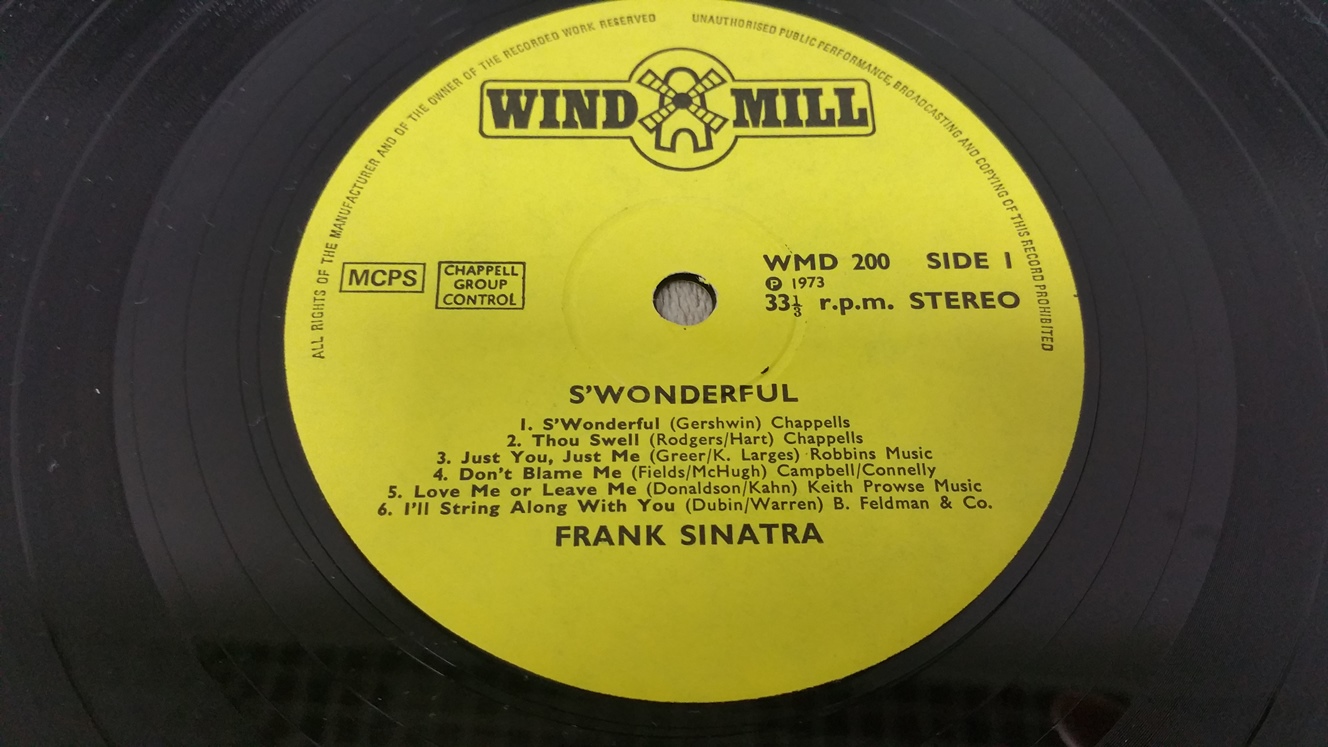 ALL RIGHTS OF THE MANUFACTURER AND OF THE OWNER OF THE RECORDED WORK RESERVED
UNAUTHORISED PUBLIC PERFORMANCE, BROADCASTING AND COPYING OF THIS RECORD PROHIBITED
WIND MILL
MCPS
CHAPPELL
GROUP
CONTROL
WMD 200 SIDE 1
℗ 1973
33⅓ r.p.m. STEREO
S'WONDERFUL
1. S'Wonderful (Gershwin) Chappells
2. Thou Swell (Rodgers/Hart) Chappells
3. Just You, Just Me (Greer/K. Larges) Robbins Music
4. Don't Blame Me (Fields/McHugh) Campbell/Connelly
5. Love Me or Leave Me (Donaldson/Kahn) Keith Prowse Music
6. I'll String Along With You (Dubin/Warren) B. Feldman & Co.
FRANK SINATRA